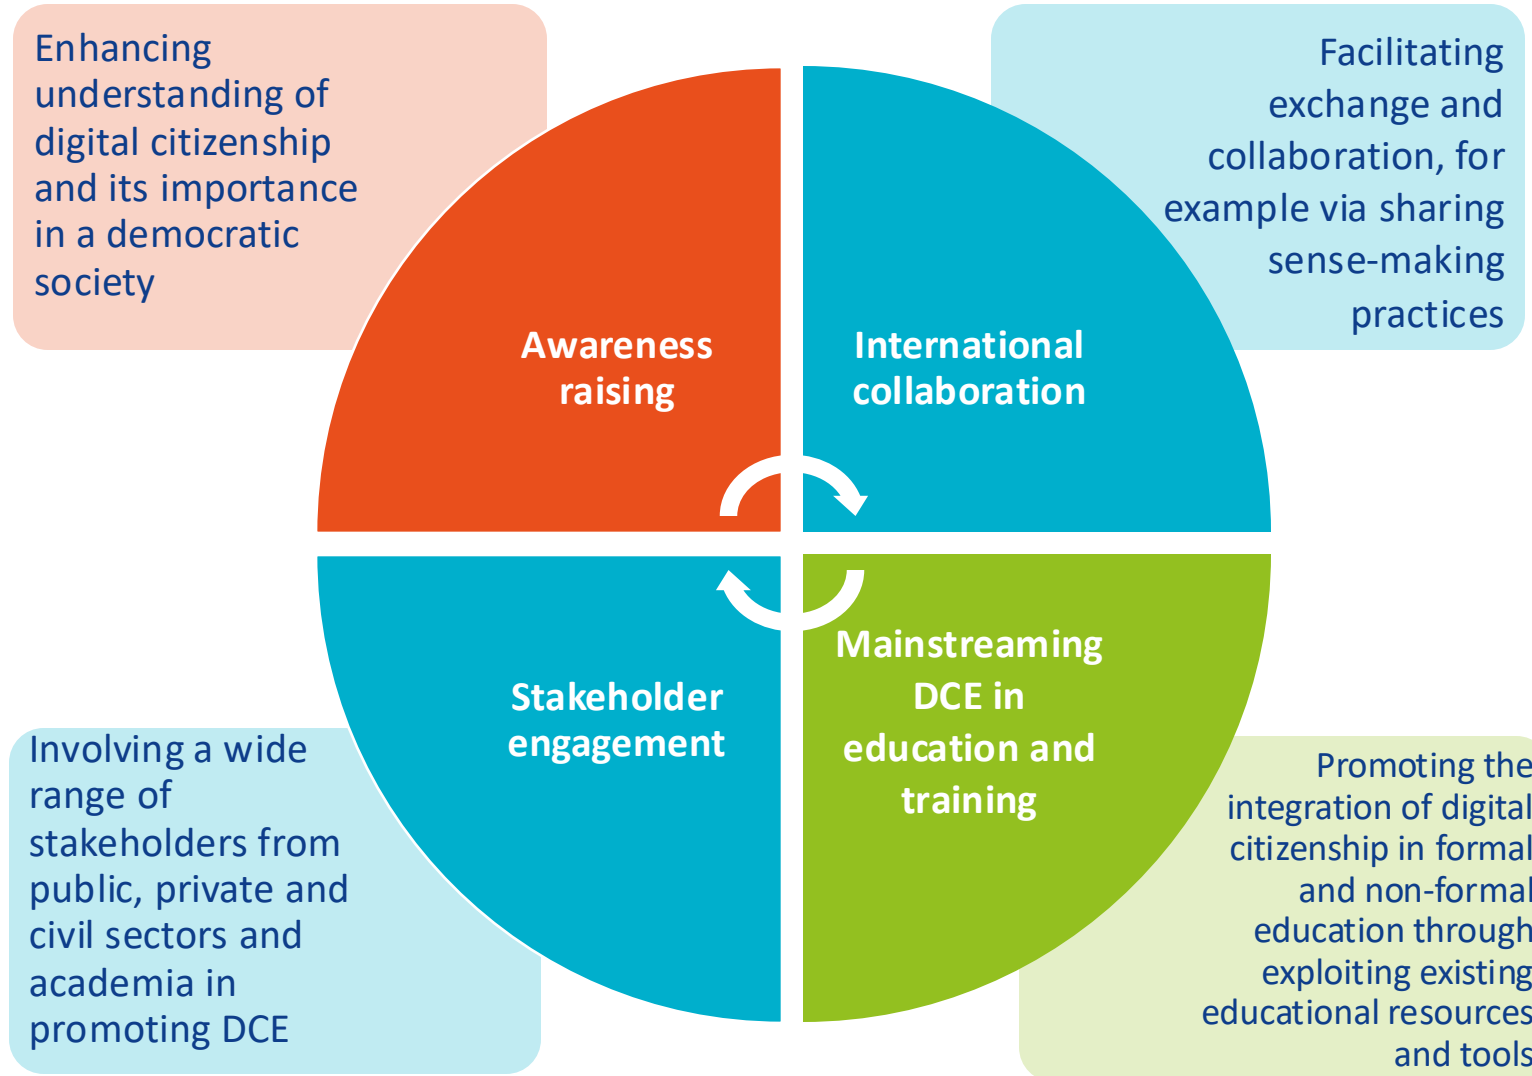 Enhancing
understanding of
digital citizenship
and its importance
in a democratic
society
Facilitating
exchange and
collaboration, for
example via sharing
sense-making
practices
Awareness
raising
International
collaboration
Stakeholder
engagement
Mainstreaming
DCE in
education and
training
Involving a wide
range of
stakeholders from
public, private and
civil sectors and
academia in
promoting DCE
Promoting the
integration of digital
citizenship in formal
and non-formal
education through
exploiting existing
educational resources
and tools